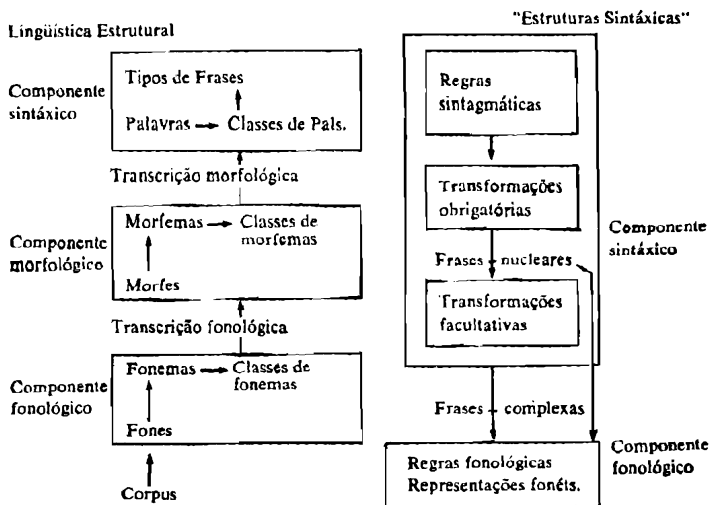 Lingüística Estrutural
Componente
sintáxico
Tipos de Frases
Palavras → Classes de Pals.
Transcrição morfológica
Componente
morfológico
Morfemas → Classes de
morfemas
Morfes
Transcrição fonológica
Componente
fonológico
Fonemas → Classes de
fonemas
Fones
Corpus
"Estruturas Sintáxicas"
Regras
sintagmáticas
Transformações
obrigatórias
Frases - nucleares
Componente
sintáxico
Transformações
facultativas
Frases - complexas
Componente
fonológico
Regras fonológicas
Representações fonéts.